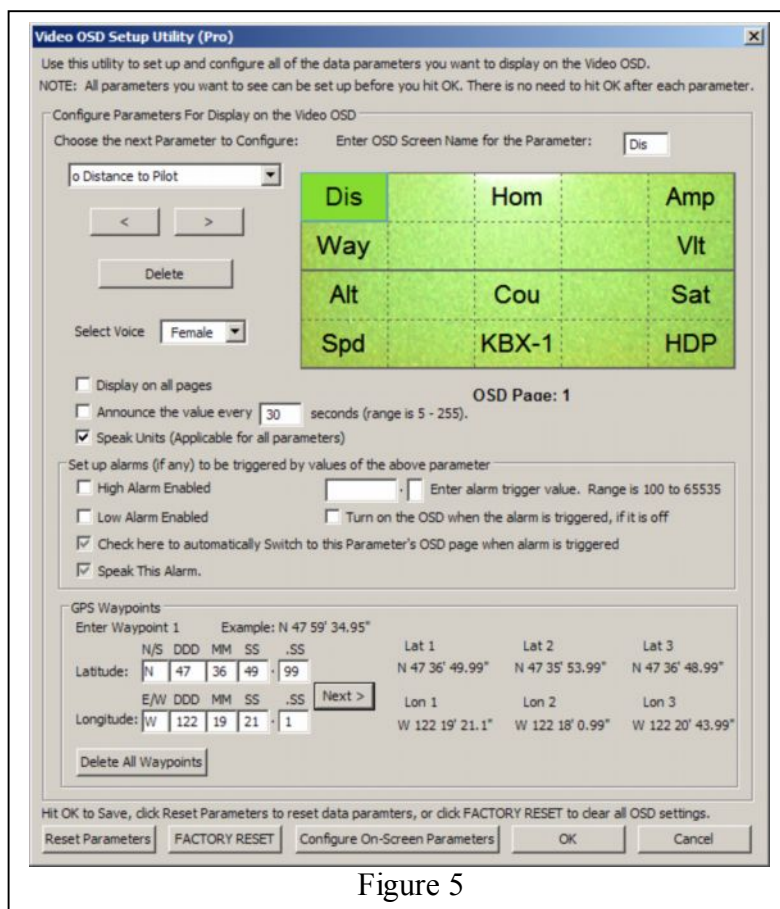 Video OSD Setup Utility (Pro)
Use this utility to set up and configure all of the data parameters you want to display on the Video OSD.
NOTE: All parameters you want to see can be set up before you hit OK. There is no need to hit OK after each parameter.
Configure Parameters For Display on the Video OSD
Choose the next Parameter to Configure: Enter OSD Screen Name for the Parameter: Dis
o Distance to Pilot
< >
Delete
Select Voice Female
Dis Hom Amp
Way Vlt
Alt Cou Sat
Spd KBX-1 HDP
OSD Page: 1
Display on all pages
Announce the value every 30 seconds (range is 5 - 255).
Speak Units (Applicable for all parameters)
Set up alarms (if any) to be triggered by values of the above parameter
High Alarm Enabled . Enter alarm trigger value. Range is 100 to 65535
Low Alarm Enabled Turn on the OSD when the alarm is triggered, if it is off
Check here to automatically Switch to this Parameter's OSD page when alarm is triggered
Speak This Alarm.
GPS Waypoints
Enter Waypoint 1 Example: N 47 59' 34.95"
N/S DDD MM SS .SS
Latitude: N 47 36 49 . 99
E/W DDD MM SS .SS
Longitude: W 122 19 21 . 1
Next >
Lat 1 Lat 2 Lat 3
N 47 36' 49.99" N 47 35' 53.99" N 47 36' 48.99"
Lon 1 Lon 2 Lon 3
W 122 19' 21.1" W 122 18' 0.99" W 122 20' 43.99"
Delete All Waypoints
Hit OK to Save, click Reset Parameters to reset data paramters, or click FACTORY RESET to clear all OSD settings.
Reset Parameters FACTORY RESET Configure On-Screen Parameters OK Cancel
Figure 5